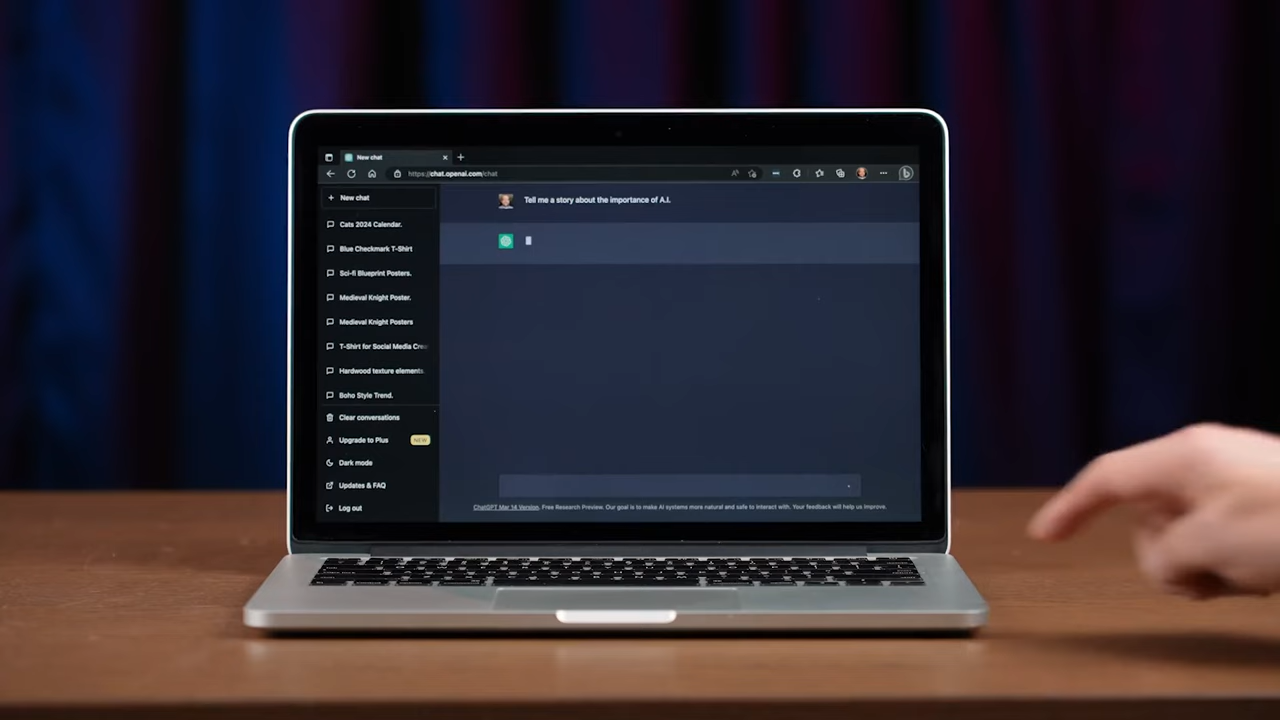 New chat
https://chat.openai.com/chat
New chat
Cats 2024 Calendar.
Blue Checkmark T-Shirt
Sci-fi Blueprint Posters.
Medieval Knight Poster.
Medieval Knight Posters
T-Shirt for Social Media Cre
Hardwood texture elements.
Boho Style Trend.
Clear conversations
Upgrade to Plus NEW
Dark mode
Updates & FAQ
Log out
Tell me a story about the importance of A.I.
ChatGPT Mar 14 Version. Free Research Preview. Our goal is to make AI systems more natural and safe to interact with. Your feedback will help us improve.